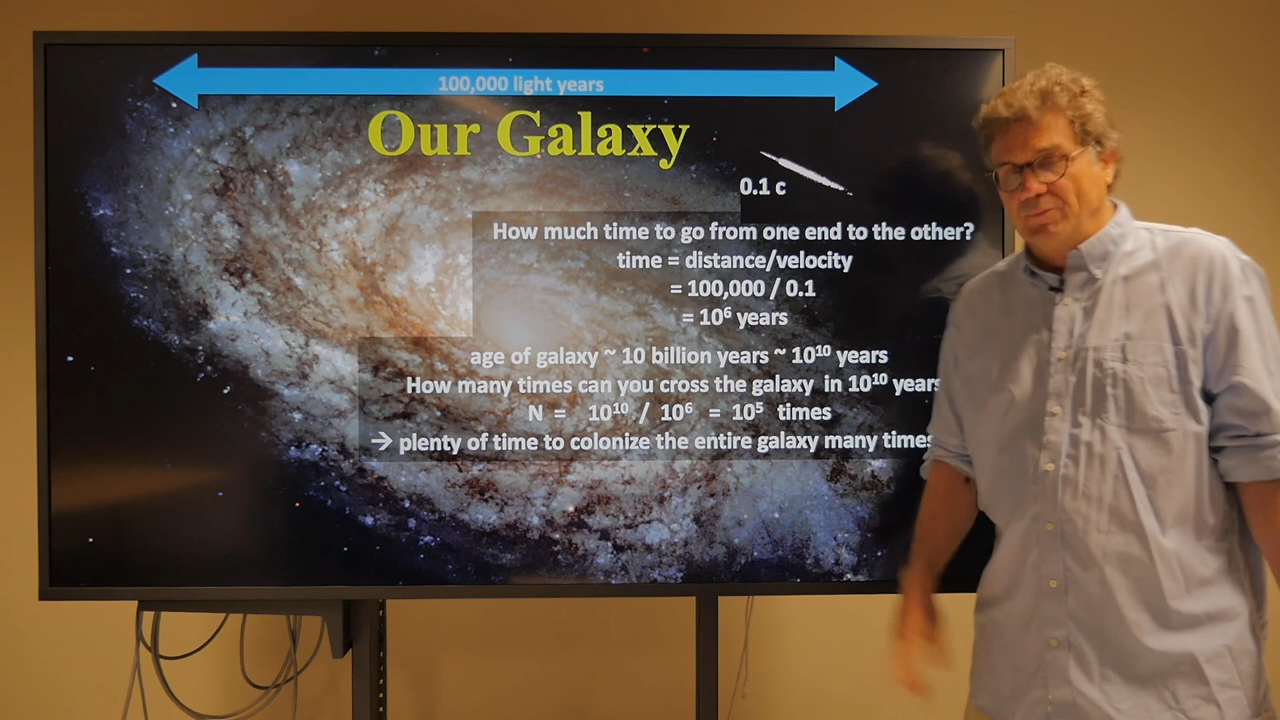 100,000 light years
Our Galaxy
0.1 c
How much time to go from one end to the other?
time = distance/velocity
= 100,000 / 0.1
= 10⁶ years
age of galaxy ~ 10 billion years ~ 10¹⁰ years
How many times can you cross the galaxy in 10¹⁰ years
N = 10¹⁰ / 10⁶ = 10⁵ times
→ plenty of time to colonize the entire galaxy many times